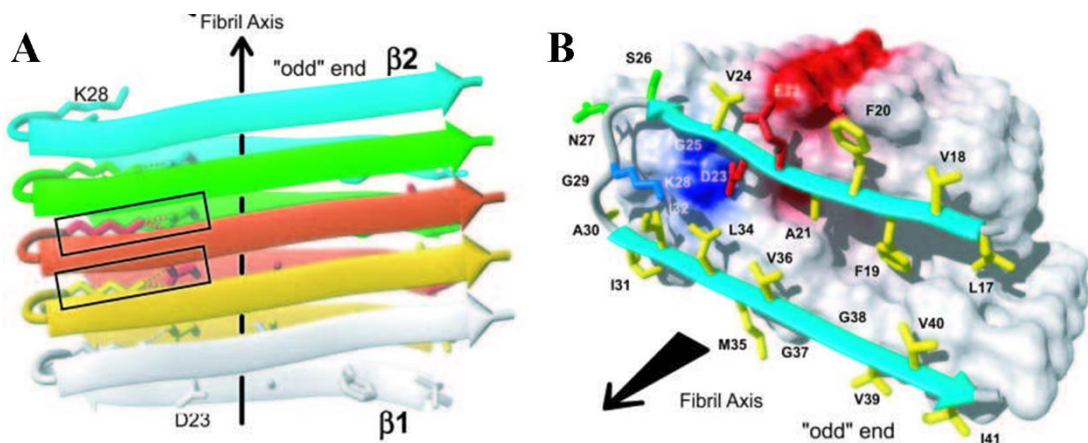 A
Fibril Axis
"odd" end
β2
K28
D23
β1
B
S26
V24
E22
F20
N27
G25
V18
G29
K28
D23
I32
A30
L34
A21
I31
V36
F19
L17
G38
V40
M35
G37
Fibril Axis
V39
"odd" end
I41